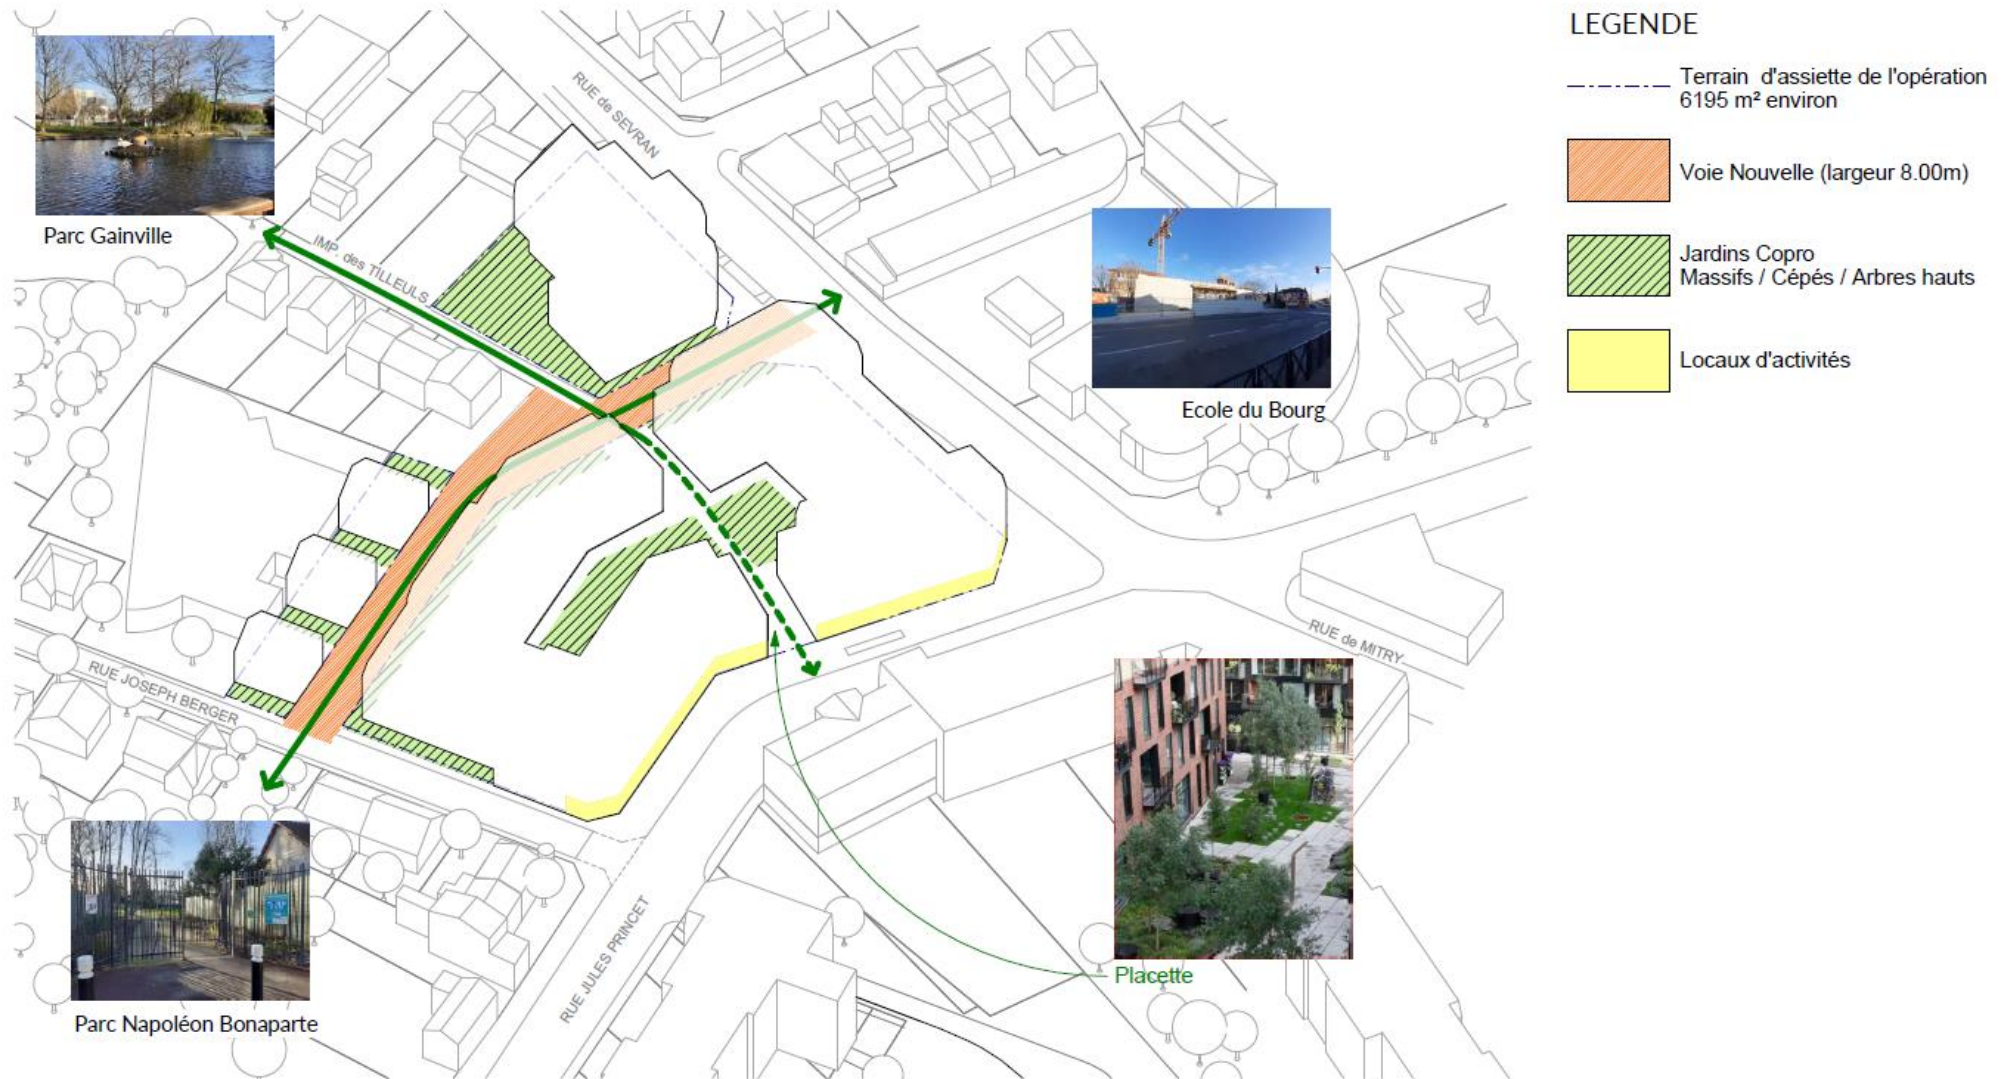 LEGENDE
Terrain d'assiette de l'opération
6195 m² environ
Voie Nouvelle (largeur 8.00m)
Jardins Copro
Massifs / Cépés / Arbres hauts
Locaux d'activités
RUE de SEVRAN
Parc Gainville
IMP. des TILLEULS
Ecole du Bourg
RUE de MITRY
RUE JOSEPH BERGER
RUE JULES PRINCET
Placette
Parc Napoléon Bonaparte